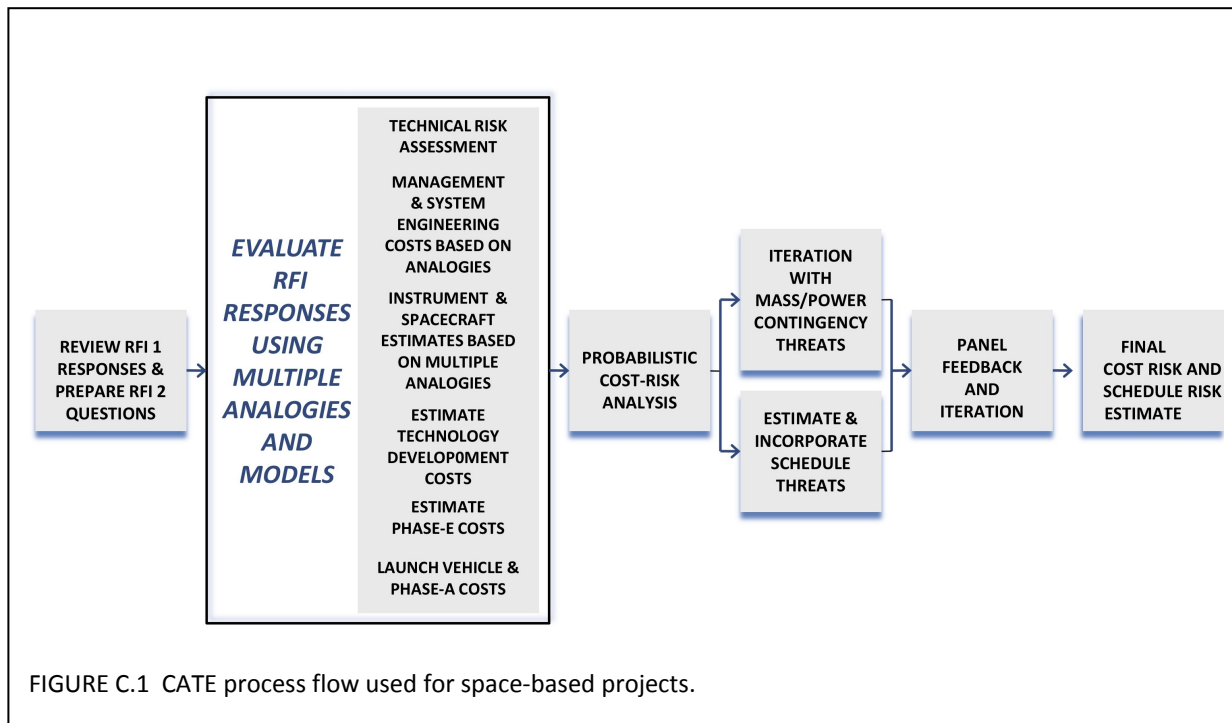 REVIEW RFI 1
RESPONSES &
PREPARE RFI 2
QUESTIONS
EVALUATE
RFI
RESPONSES
USING
MULTIPLE
ANALOGIES
AND
MODELS
TECHNICAL RISK
ASSESSMENT
MANAGEMENT
& SYSTEM
ENGINEERING
COSTS BASED ON
ANALOGIES
INSTRUMENT &
SPACECRAFT
ESTIMATES BASED
ON MULTIPLE
ANALOGIES
ESTIMATE
TECHNOLOGY
DEVELOP0MENT
COSTS
ESTIMATE
PHASE-E COSTS
LAUNCH VEHICLE &
PHASE-A COSTS
PROBABILISTIC
COST-RISK
ANALYSIS
ITERATION
WITH
MASS/POWER
CONTINGENCY
THREATS
ESTIMATE &
INCORPORATE
SCHEDULE
THREATS
PANEL
FEEDBACK
AND
ITERATION
FINAL
COST RISK AND
SCHEDULE RISK
ESTIMATE
FIGURE C.1 CATE process flow used for space-based projects.